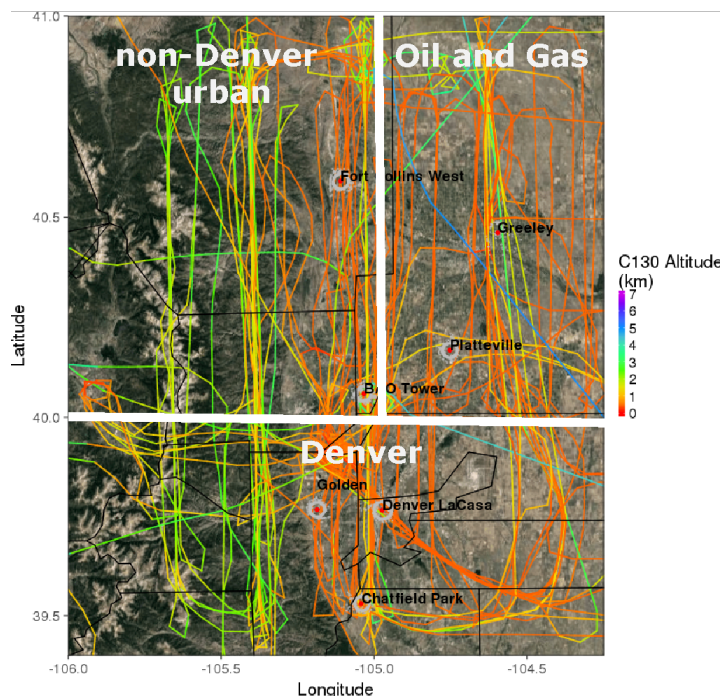 41.0
non-Denver
urban
Oil and Gas
Fort Collins West
40.5
Greeley
C130 Altitude
(km)
7
6
5
4
3
2
1
0
Latitude
Platteville
BAO Tower
40.0
Denver
Golden
Denver LaCasa
39.5
Chatfield Park
-106.0
-105.5
-105.0
-104.5
Longitude